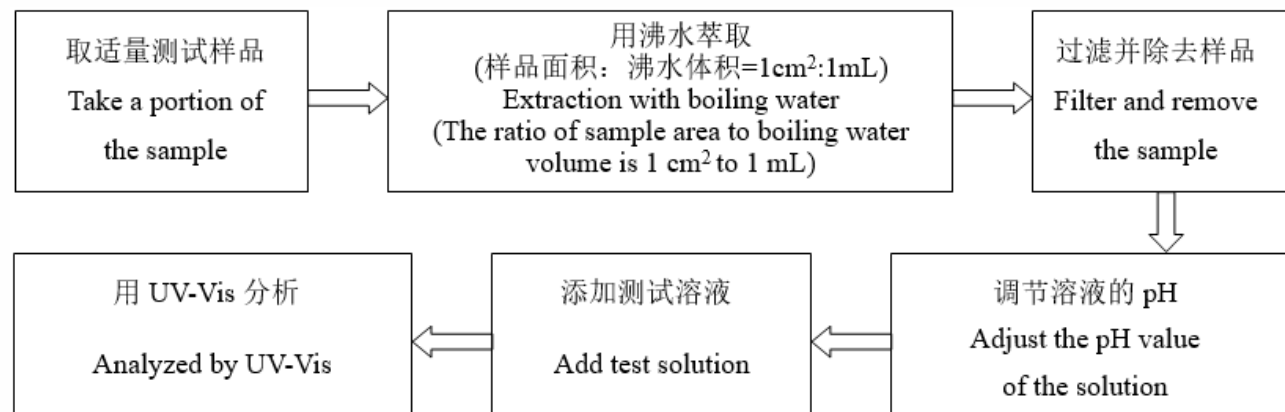 取适量测试样品
Take a portion of
the sample
用沸水萃取
(样品面积：沸水体积=1cm²:1mL)
Extraction with boiling water
(The ratio of sample area to boiling water
volume is 1 cm² to 1 mL)
过滤并除去样品
Filter and remove
the sample
调节溶液的 pH
Adjust the pH value
of the solution
添加测试溶液
Add test solution
用 UV-Vis 分析
Analyzed by UV-Vis